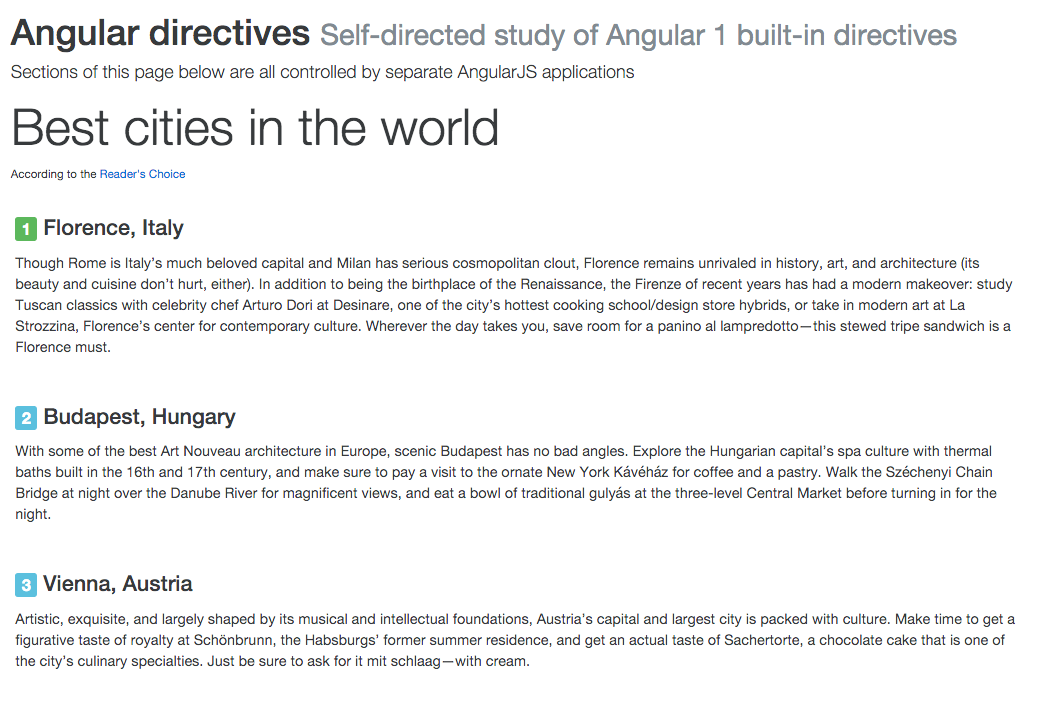 Angular directives Self-directed study of Angular 1 built-in directives
Sections of this page below are all controlled by separate AngularJS applications
Best cities in the world
According to the Reader's Choice
1 Florence, Italy
Though Rome is Italy’s much beloved capital and Milan has serious cosmopolitan clout, Florence remains unrivaled in history, art, and architecture (its
beauty and cuisine don’t hurt, either). In addition to being the birthplace of the Renaissance, the Firenze of recent years has had a modern makeover: study
Tuscan classics with celebrity chef Arturo Dori at Desinare, one of the city’s hottest cooking school/design store hybrids, or take in modern art at La
Strozzina, Florence’s center for contemporary culture. Wherever the day takes you, save room for a panino al lampredotto—this stewed tripe sandwich is a
Florence must.
2 Budapest, Hungary
With some of the best Art Nouveau architecture in Europe, scenic Budapest has no bad angles. Explore the Hungarian capital’s spa culture with thermal
baths built in the 16th and 17th century, and make sure to pay a visit to the ornate New York Kávéház for coffee and a pastry. Walk the Széchenyi Chain
Bridge at night over the Danube River for magnificent views, and eat a bowl of traditional gulyás at the three-level Central Market before turning in for the
night.
3 Vienna, Austria
Artistic, exquisite, and largely shaped by its musical and intellectual foundations, Austria’s capital and largest city is packed with culture. Make time to get a
figurative taste of royalty at Schönbrunn, the Habsburgs’ former summer residence, and get an actual taste of Sachertorte, a chocolate cake that is one of
the city’s culinary specialties. Just be sure to ask for it mit schlaag—with cream.